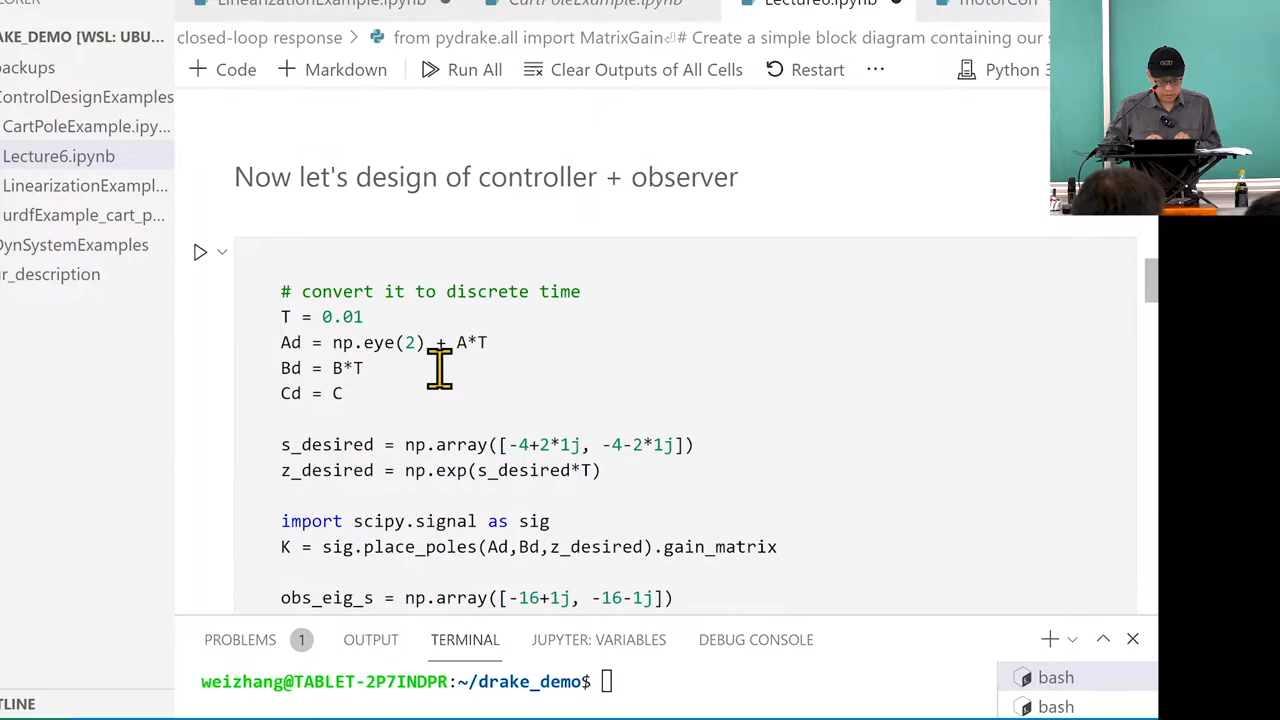 LinearizationExample.ipynb
CartPoleExample.ipynb
Lecture6.ipynb
motorCon
AKE_DEMO [WSL: UBU...
closed-loop response > from pydrake.all import MatrixGain⏎# Create a simple block diagram containing our s
+ Code + Markdown Run All Clear Outputs of All Cells Restart ... Python 3
backups
ControlDesignExamples
CartPoleExample.ipy...
Lecture6.ipynb
LinearizationExampl...
urdfExample_cart_p...
DynSystemExamples
ur_description
TLINE
Now let's design of controller + observer
# convert it to discrete time
T = 0.01
Ad = np.eye(2) + A*T
Bd = B*T
Cd = C
s_desired = np.array([-4+2*1j, -4-2*1j])
z_desired = np.exp(s_desired*T)
import scipy.signal as sig
K = sig.place_poles(Ad,Bd,z_desired).gain_matrix
obs_eig_s = np.array([-16+1j, -16-1j])
PROBLEMS 1 OUTPUT TERMINAL JUPYTER: VARIABLES DEBUG CONSOLE
weizhang@TABLET-2P7INDPR:~/drake_demo$
bash
bash